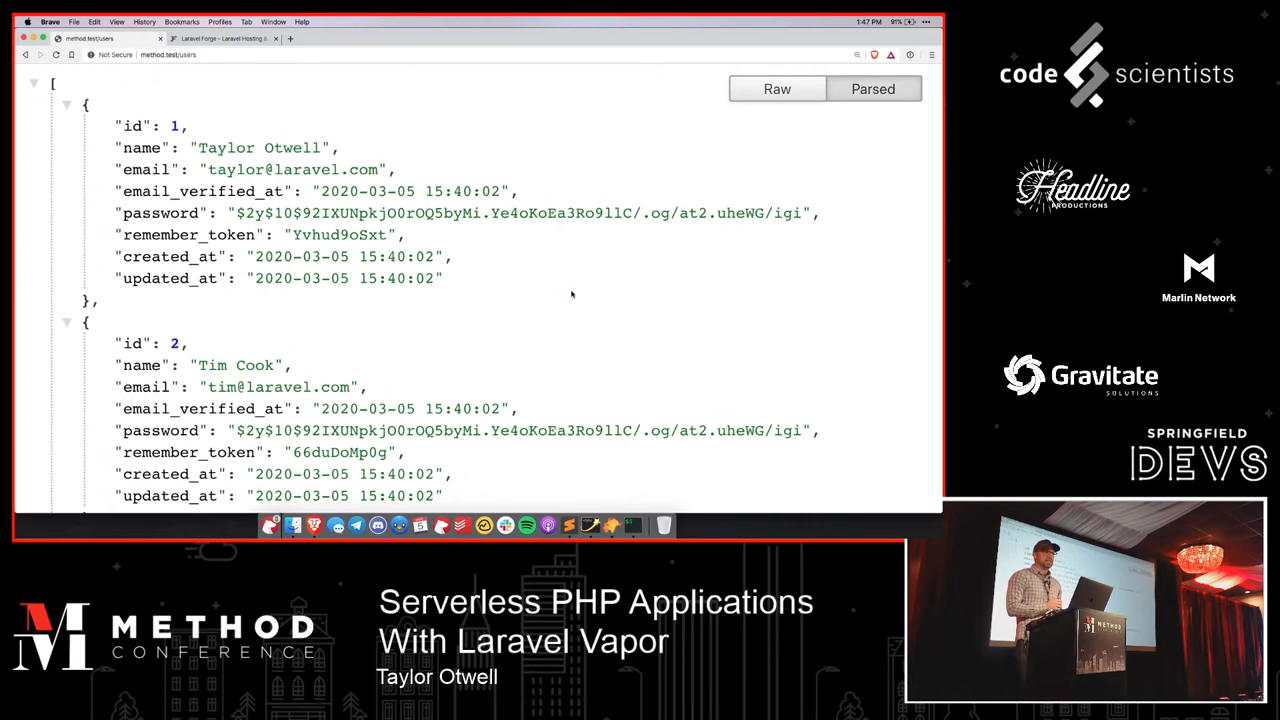 Brave File Edit View History Bookmarks Profiles Tab Window Help
1:47 PM 91%
method.test/users
Laravel Forge - Laravel Hosting &
Not Secure method.test/users
Raw
Parsed
[
{
"id": 1,
"name": "Taylor Otwell",
"email": "taylor@laravel.com",
"email_verified_at": "2020-03-05 15:40:02",
"password": "$2y$10$92IXUNpkjO0rOQ5byMi.Ye4oKoEa3Ro9llC/.og/at2.uheWG/igi",
"remember_token": "Yvhud9oSxt",
"created_at": "2020-03-05 15:40:02",
"updated_at": "2020-03-05 15:40:02"
},
{
"id": 2,
"name": "Tim Cook",
"email": "tim@laravel.com",
"email_verified_at": "2020-03-05 15:40:02",
"password": "$2y$10$92IXUNpkjO0rOQ5byMi.Ye4oKoEa3Ro9llC/.og/at2.uheWG/igi",
"remember_token": "66duDoMp0g",
"created_at": "2020-03-05 15:40:02",
"updated_at": "2020-03-05 15:40:02"
code scientists
Headline
PRODUCTIONS
Marlin Network
Gravitate
SOLUTIONS
SPRINGFIELD
DEVS
METHOD
CONFERENCE
Serverless PHP Applications
With Laravel Vapor
Taylor Otwell
METHOD